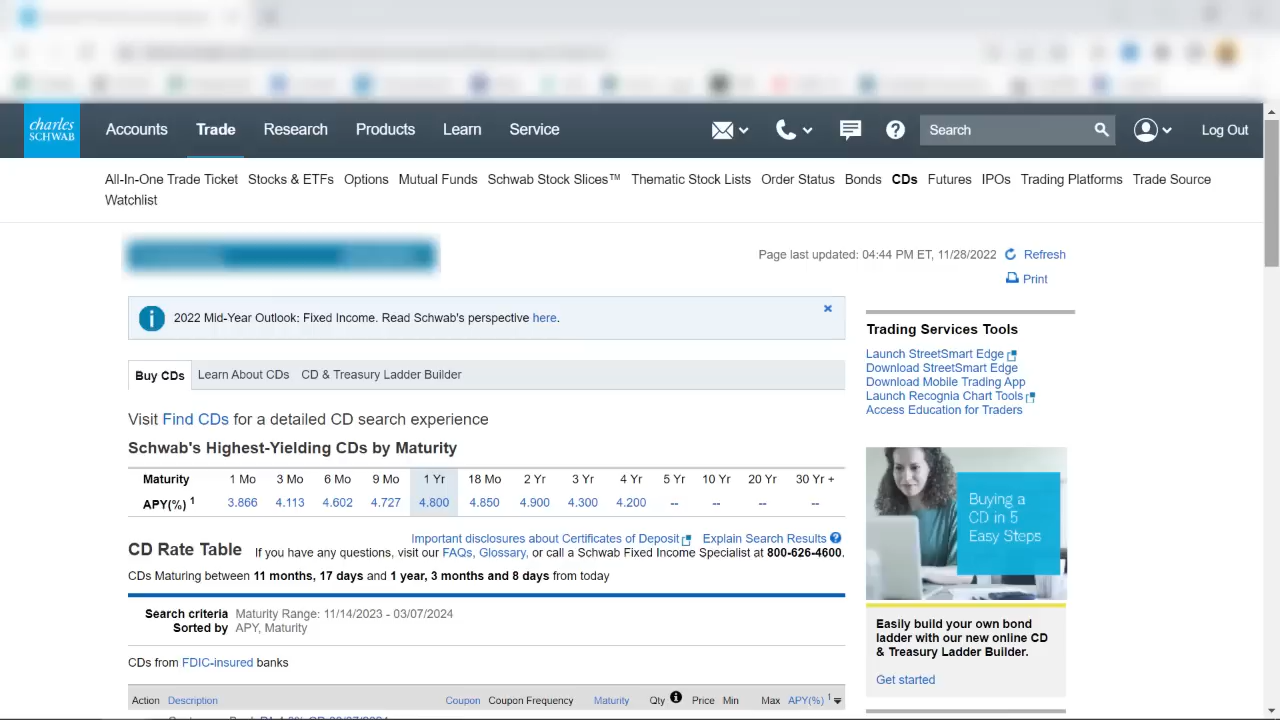 charles
SCHWAB
Accounts Trade Research Products Learn Service Search Log Out
All-In-One Trade Ticket Stocks & ETFs Options Mutual Funds Schwab Stock Slices™ Thematic Stock Lists Order Status Bonds CDs Futures IPOs Trading Platforms Trade Source
Watchlist
Page last updated: 04:44 PM ET, 11/28/2022 Refresh
Print
2022 Mid-Year Outlook: Fixed Income. Read Schwab's perspective here.
Buy CDs Learn About CDs CD & Treasury Ladder Builder
Visit Find CDs for a detailed CD search experience
Schwab's Highest-Yielding CDs by Maturity
Maturity 1 Mo 3 Mo 6 Mo 9 Mo 1 Yr 18 Mo 2 Yr 3 Yr 4 Yr 5 Yr 10 Yr 20 Yr 30 Yr +
APY(%) 1 3.866 4.113 4.602 4.727 4.800 4.850 4.900 4.300 4.200 -- -- -- --
Important disclosures about Certificates of Deposit Explain Search Results
CD Rate Table If you have any questions, visit our FAQs, Glossary, or call a Schwab Fixed Income Specialist at 800-626-4600.
CDs Maturing between 11 months, 17 days and 1 year, 3 months and 8 days from today
Search criteria Maturity Range: 11/14/2023 - 03/07/2024
Sorted by APY, Maturity
CDs from FDIC-insured banks
Action Description Coupon Coupon Frequency Maturity Qty Price Min Max APY(%) 1
Trading Services Tools
Launch StreetSmart Edge
Download StreetSmart Edge
Download Mobile Trading App
Launch Recognia Chart Tools
Access Education for Traders
Buying a
CD in 5
Easy Steps
Easily build your own bond
ladder with our new online CD
& Treasury Ladder Builder.
Get started